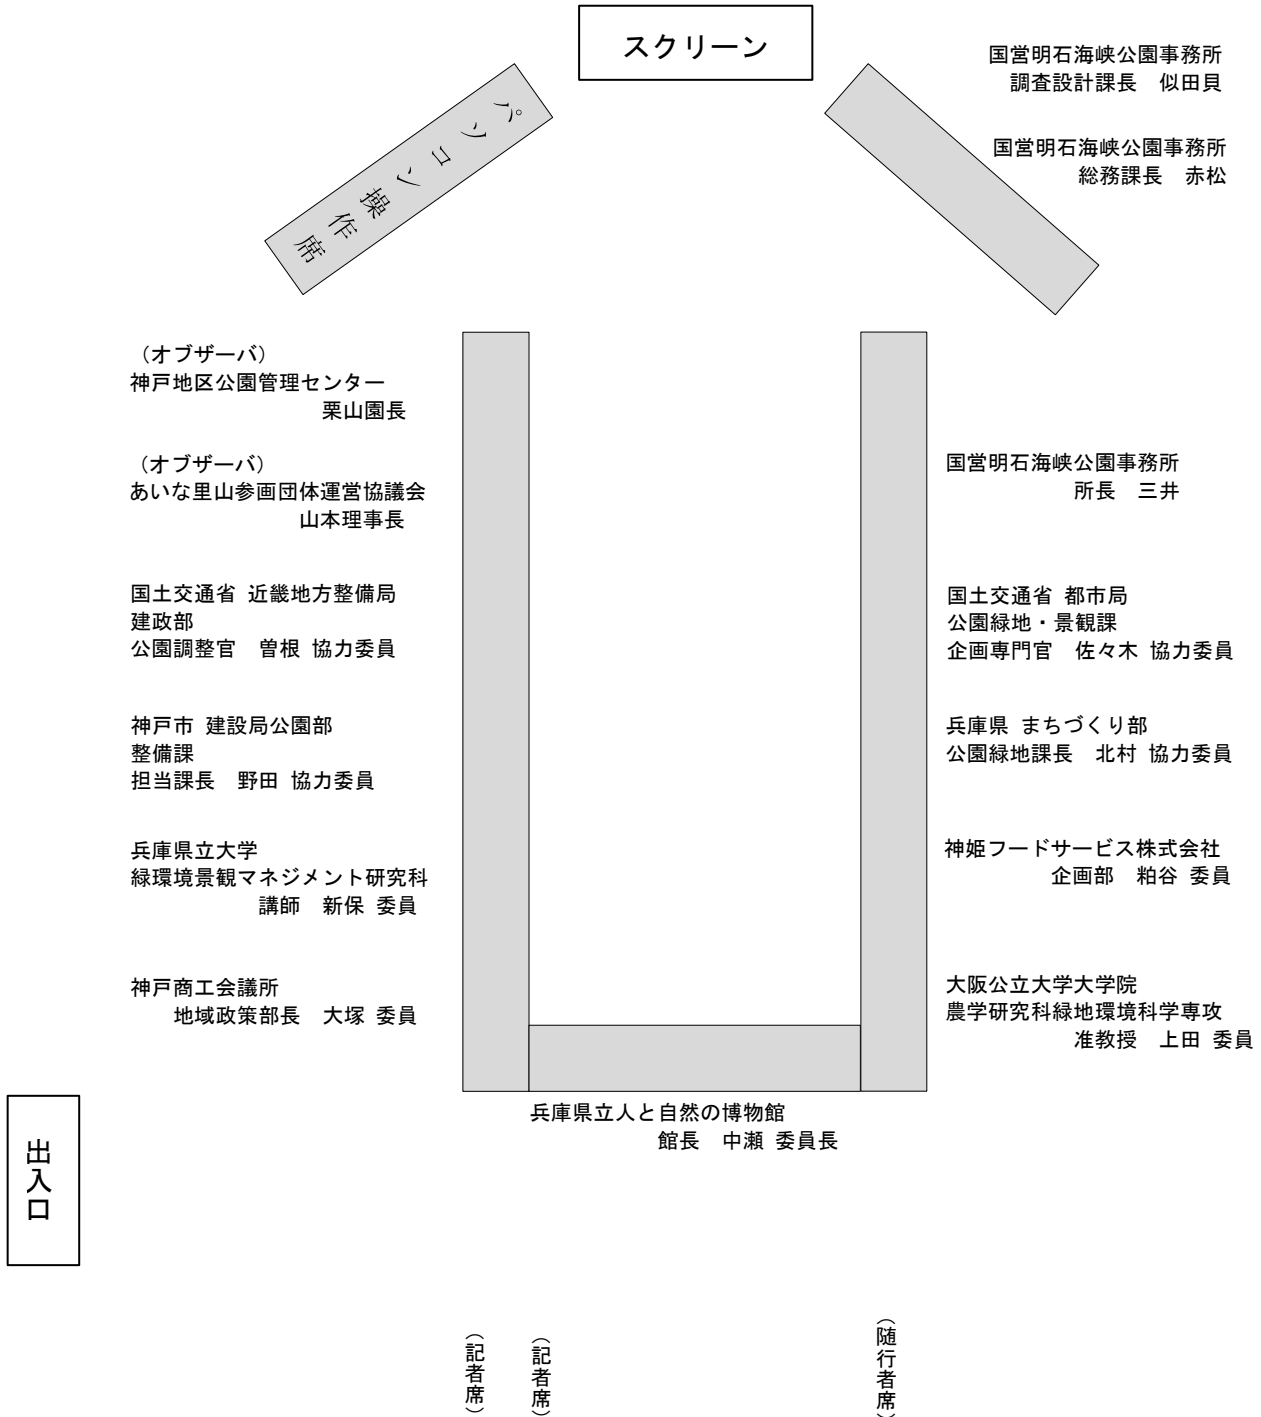 スクリーン
国営明石海峡公園事務所
調査設計課長　似田貝
国営明石海峡公園事務所
総務課長　赤松
パソコン操作席
（オブザーバ）
神戸地区公園管理センター
栗山園長
（オブザーバ）
あいな里山参画団体運営協議会
山本理事長
国土交通省 近畿地方整備局
建政部
公園調整官　曽根 協力委員
神戸市 建設局公園部
整備課
担当課長　野田 協力委員
兵庫県立大学
緑環境景観マネジメント研究科
講師　新保 委員
神戸商工会議所
地域政策部長　大塚 委員
国営明石海峡公園事務所
所長　三井
国土交通省 都市局
公園緑地・景観課
企画専門官　佐々木 協力委員
兵庫県 まちづくり部
公園緑地課長　北村 協力委員
神姫フードサービス株式会社
企画部　粕谷 委員
大阪公立大学大学院
農学研究科緑地環境科学専攻
准教授　上田 委員
兵庫県立人と自然の博物館
館長　中瀬 委員長
出入口
（記者席）
（記者席）
（随行者席）